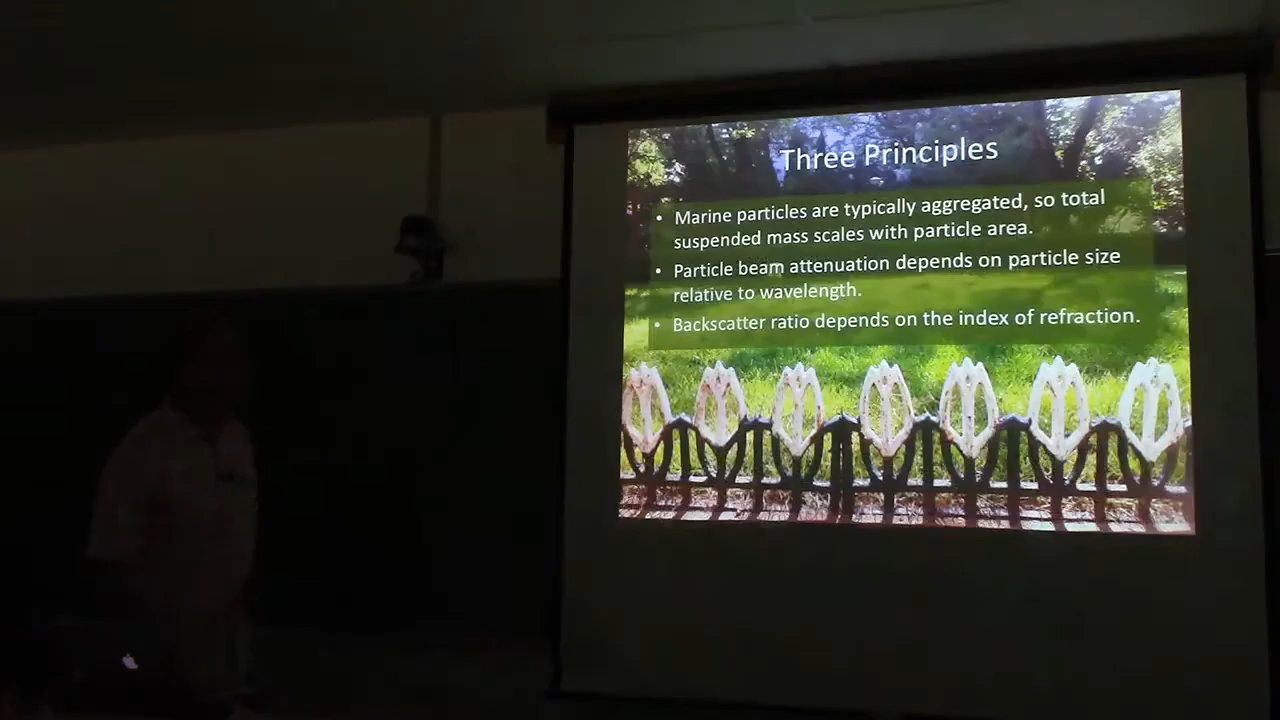 Three Principles
• Marine particles are typically aggregated, so total
suspended mass scales with particle area.
• Particle beam attenuation depends on particle size
relative to wavelength.
• Backscatter ratio depends on the index of refraction.